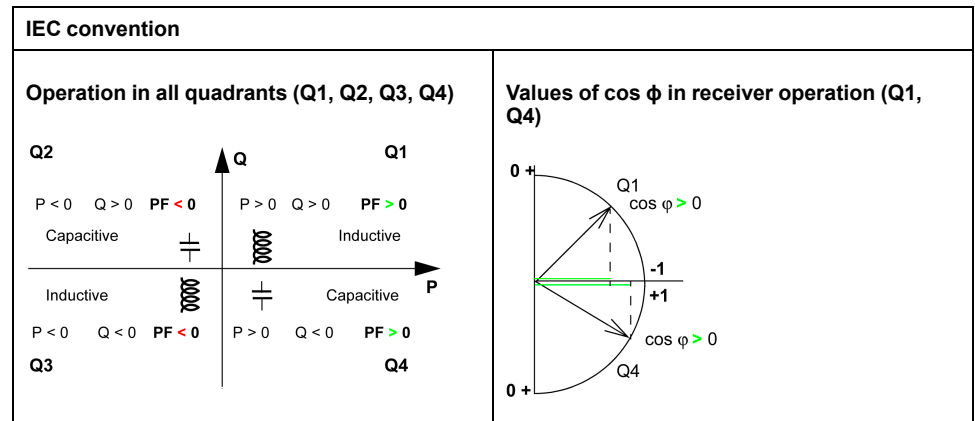 IEC convention
Operation in all quadrants (Q1, Q2, Q3, Q4)
Q2
Q
Q1
P < 0 Q > 0 PF < 0
P > 0 Q > 0 PF > 0
Capacitive
Inductive
P
Inductive
Capacitive
P < 0 Q < 0 PF < 0
P > 0 Q < 0 PF > 0
Q3
Q4
Values of cos ϕ in receiver operation (Q1,
Q4)
0 +
Q1
cos φ > 0
-1
+1
cos φ > 0
Q4
0 +